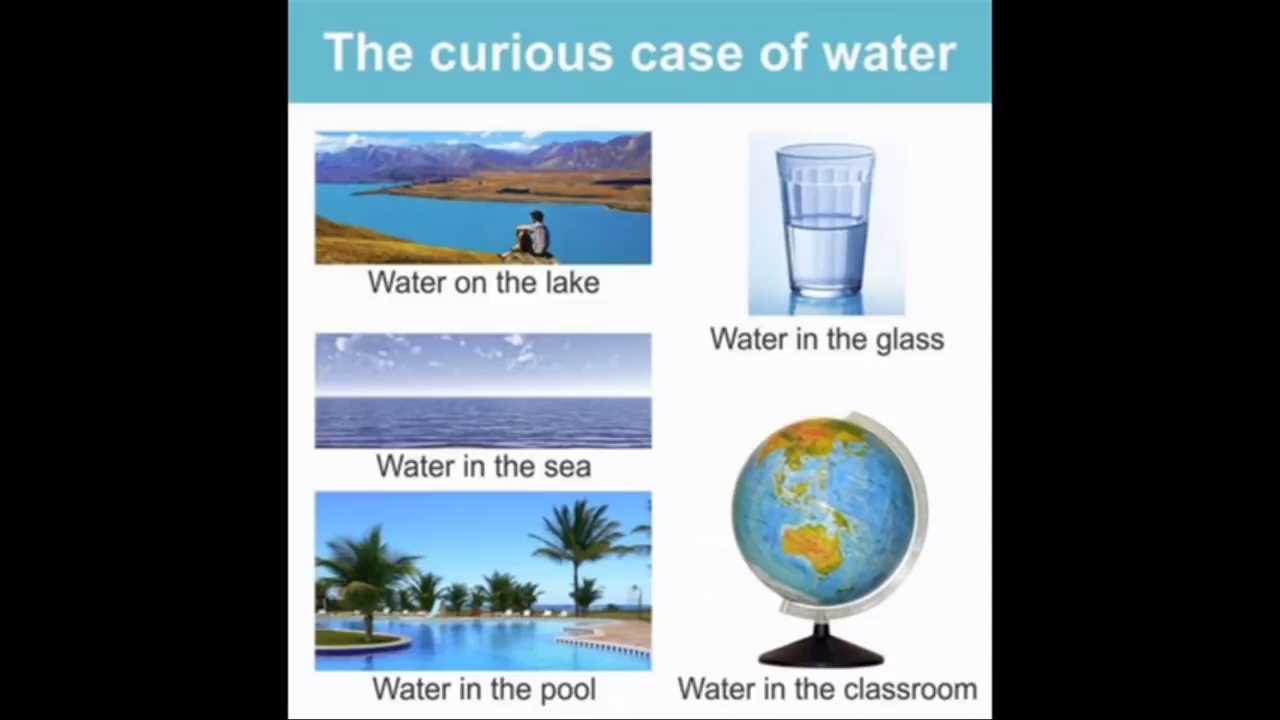 The curious case of water
Water on the lake
Water in the glass
Water in the sea
Water in the pool
Water in the classroom